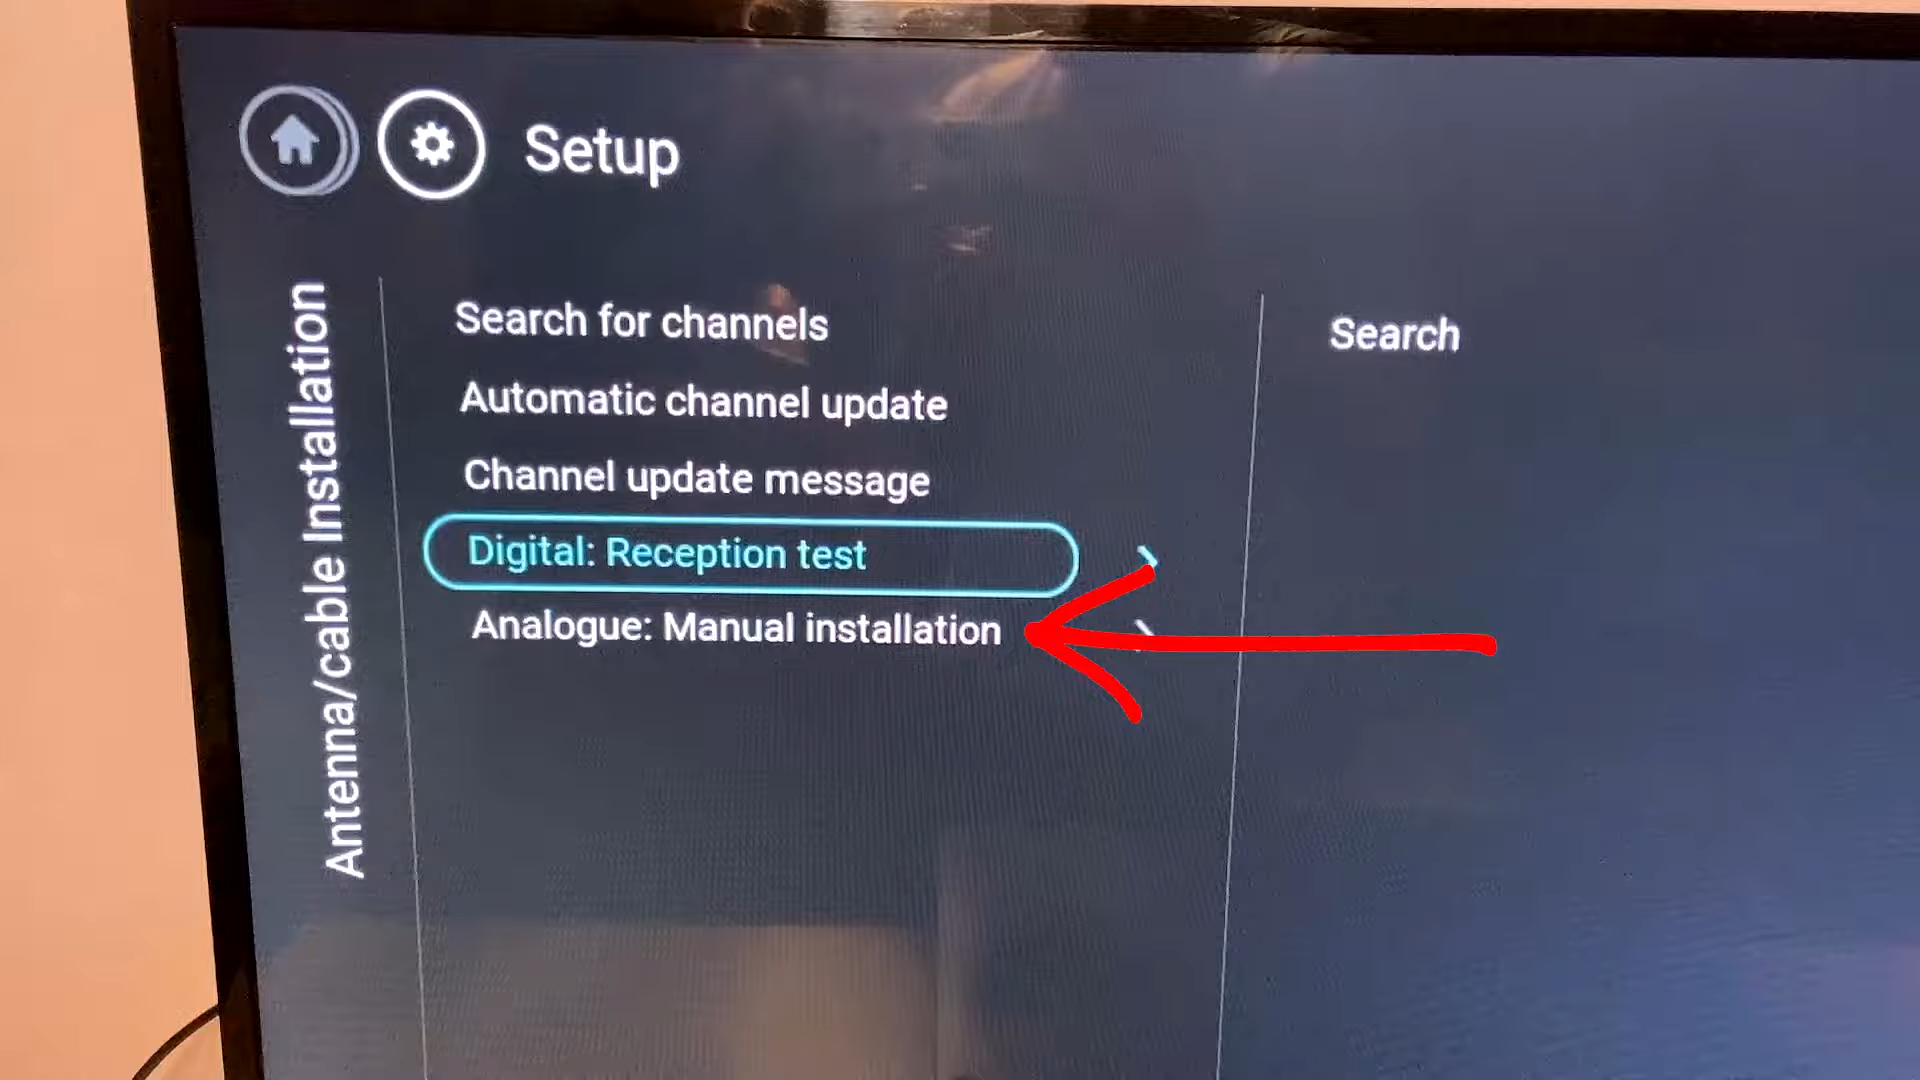 Setup
Antenna/cable Installation
Search for channels
Automatic channel update
Channel update message
Digital: Reception test
Analogue: Manual installation
Search